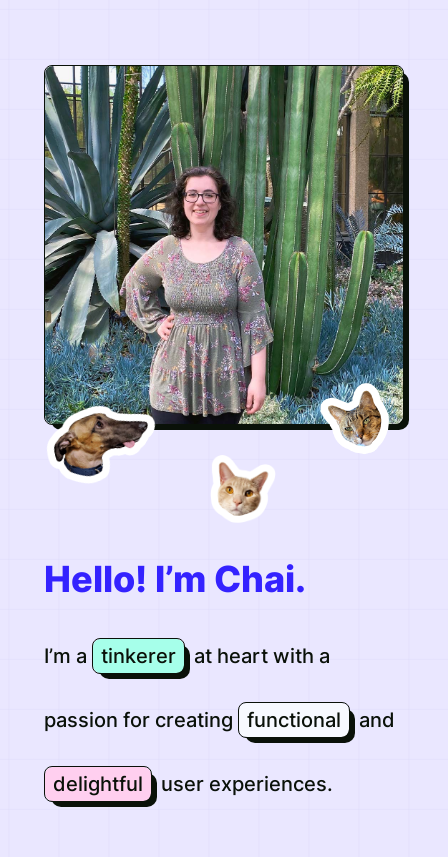 Hello! I’m Chai.
I’m a tinkerer at heart with a
passion for creating functional and
delightful user experiences.